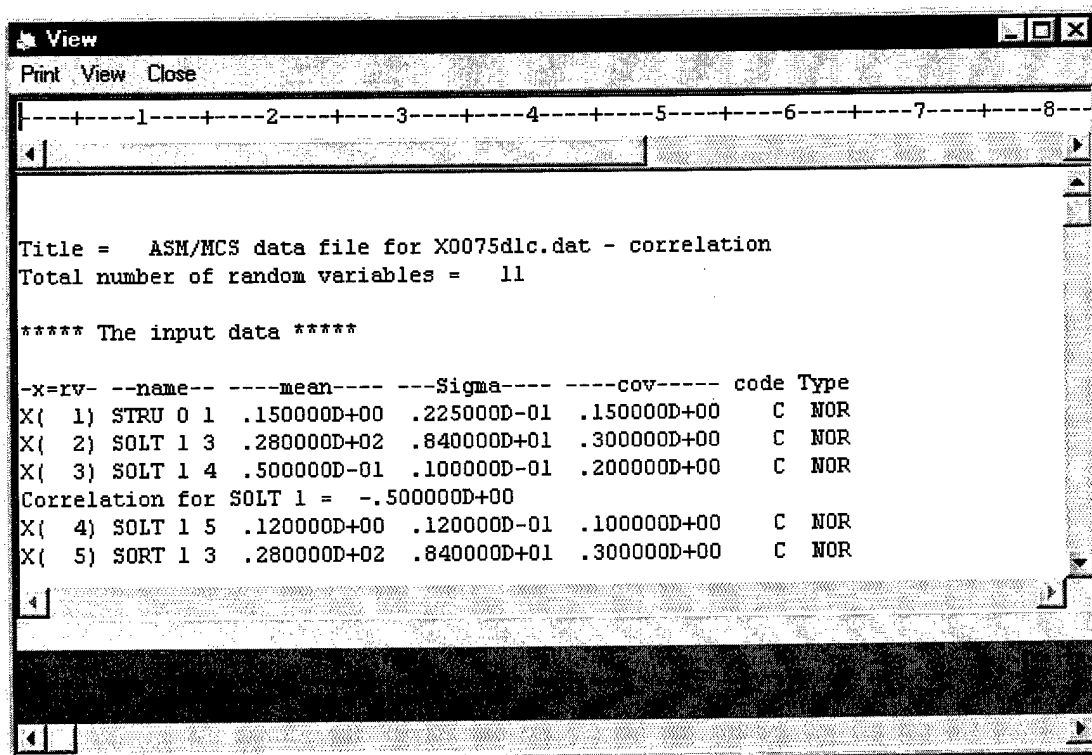 View
Print View Close
----+----1----+----2----+----3----+----4----+----5----+----6----+----7----+----8--
Title =   ASM/MCS data file for X0075dlc.dat - correlation
Total number of random variables =   11
***** The input data *****
-x=rv- --name-- ----mean---- ---Sigma---- ----cov----- code Type
X(  1) STRU 0 1  .150000D+00  .225000D-01  .150000D+00    C  NOR
X(  2) SOLT 1 3  .280000D+02  .840000D+01  .300000D+00    C  NOR
X(  3) SOLT 1 4  .500000D-01  .100000D-01  .200000D+00    C  NOR
Correlation for SOLT 1 =  -.500000D+00
X(  4) SOLT 1 5  .120000D+00  .120000D-01  .100000D+00    C  NOR
X(  5) SORT 1 3  .280000D+02  .840000D+01  .300000D+00    C  NOR